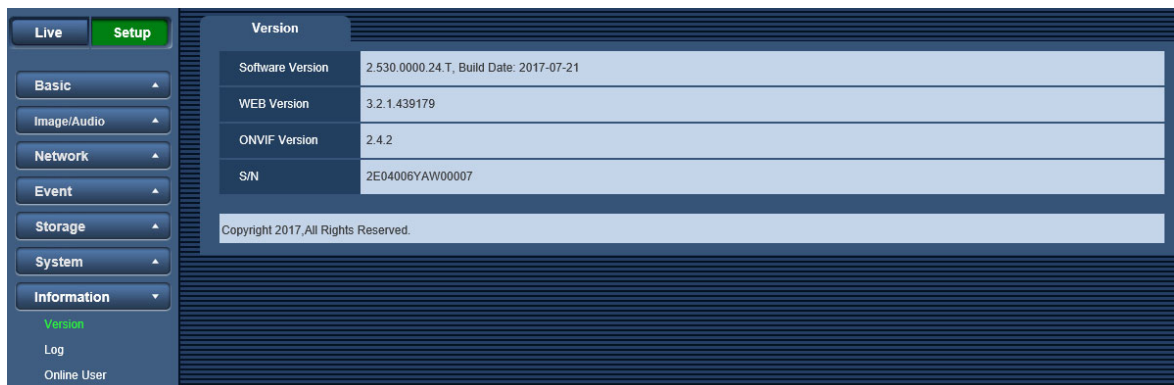 Live
Setup
Basic
Image/Audio
Network
Event
Storage
System
Information
Version
Log
Online User
Version
Software Version 2.530.0000.24.T, Build Date: 2017-07-21
WEB Version 3.2.1.439179
ONVIF Version 2.4.2
S/N 2E04006YAW00007
Copyright 2017,All Rights Reserved.